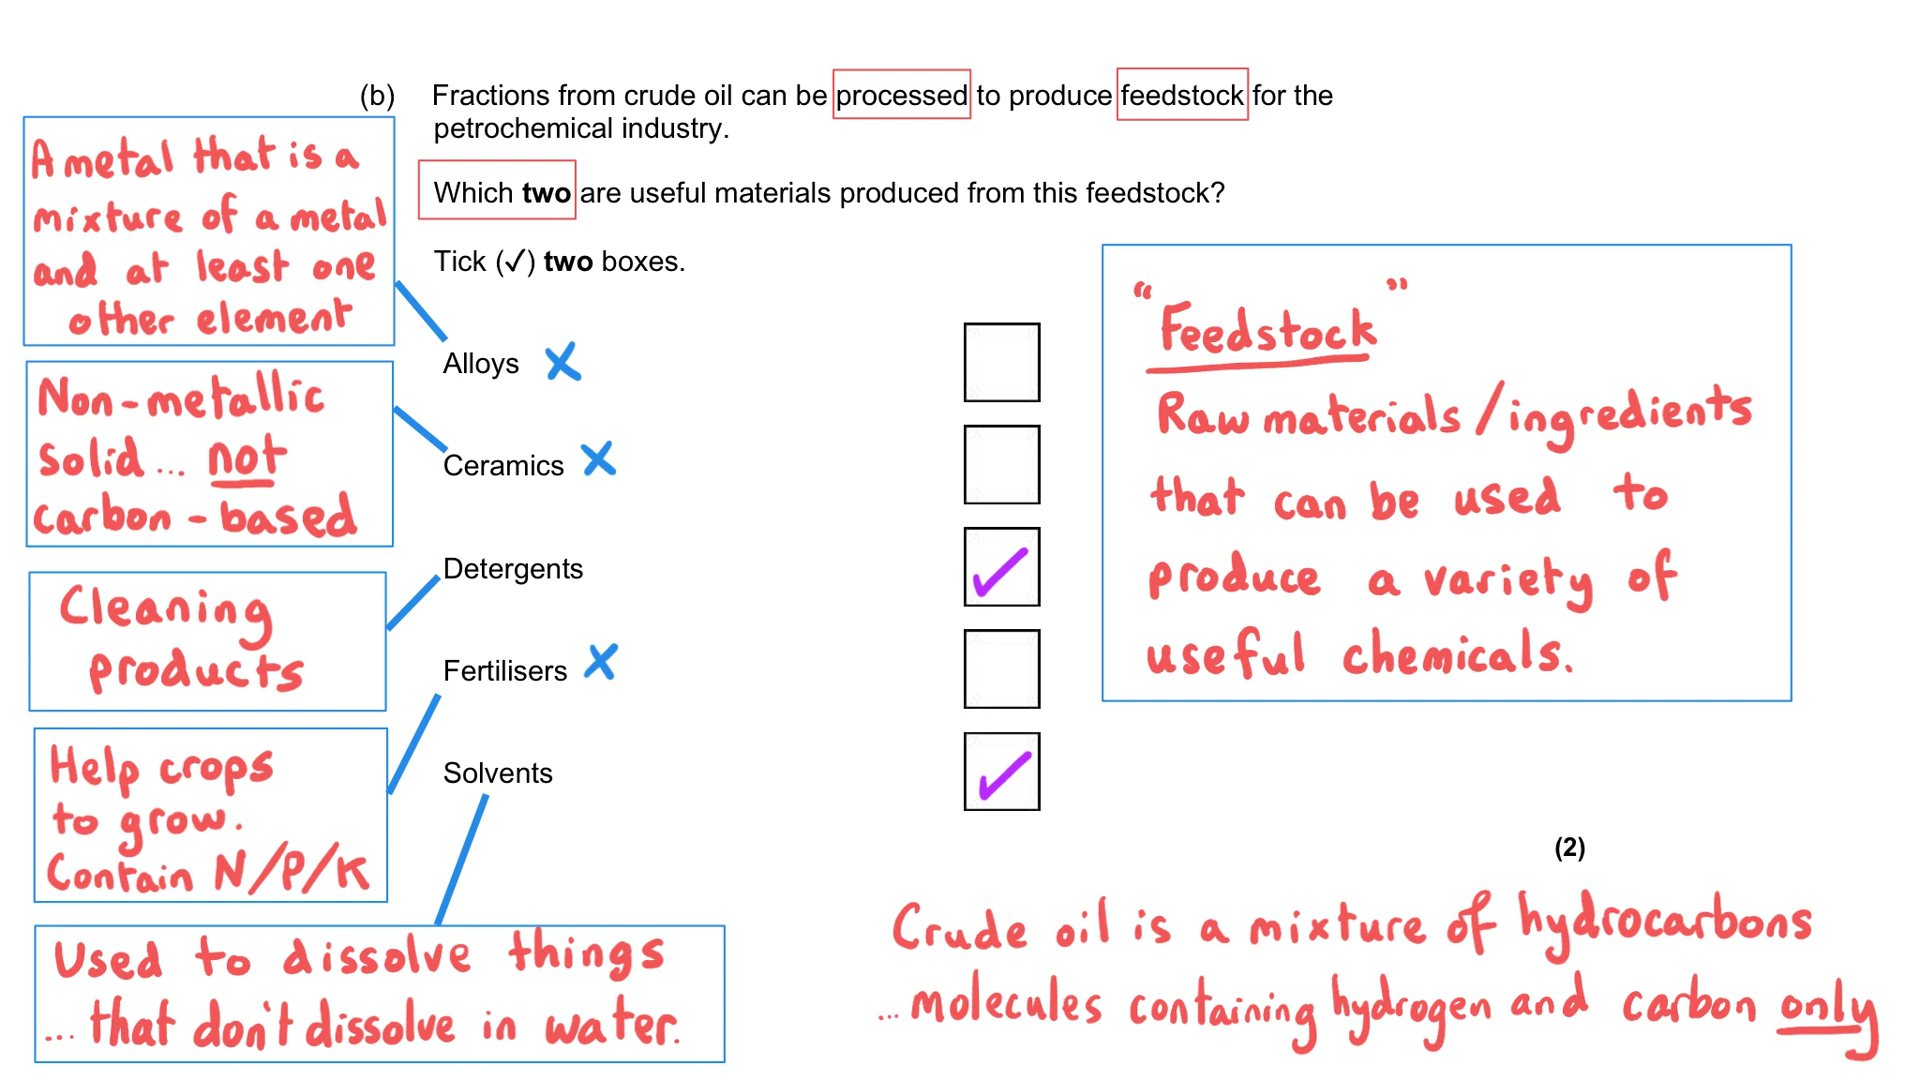 (b) Fractions from crude oil can be processed to produce feedstock for the
petrochemical industry.
Which two are useful materials produced from this feedstock?
Tick (✓) two boxes.
A metal that is a
mixture of a metal
and at least one
other element
Alloys
Non-metallic
solid ... not
carbon-based
Ceramics
Cleaning
products
Detergents
Help crops
to grow.
Contain N/P/K
Fertilisers
Solvents
Used to dissolve things
... that don't dissolve in water.
"Feedstock"
Raw materials/ingredients
that can be used to
produce a variety of
useful chemicals.
(2)
Crude oil is a mixture of hydrocarbons
... molecules containing hydrogen and carbon only